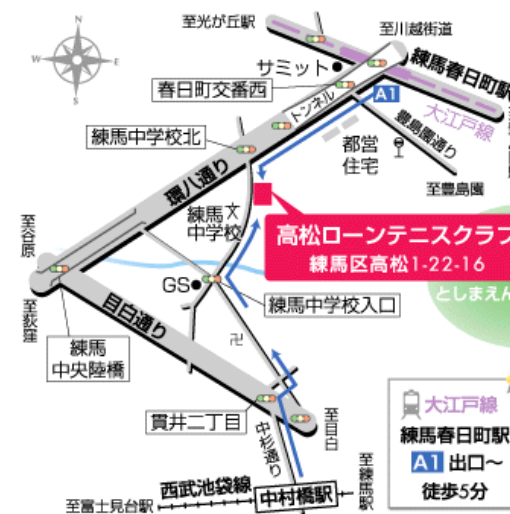 N
W
E
S
至光が丘駅
至川越街道
サミット
練馬春日町駅
春日町交番西
トンネル
A1
大江戸線
練馬中学校北
都営
住宅
豊島園通り
環八通り
至豊島園
練馬
中学校
文
高松ローンテニスクラブ
練馬区高松1-22-16
至谷原
としまえん
GS
練馬中学校入口
至荻窪
目白通り
卍
練馬
中央陸橋
大江戸線
貫井二丁目
至目白
練馬春日町駅
A1 出口〜
徒歩5分
中杉通り
西武池袋線
中村橋駅
至練馬駅
至富士見台駅